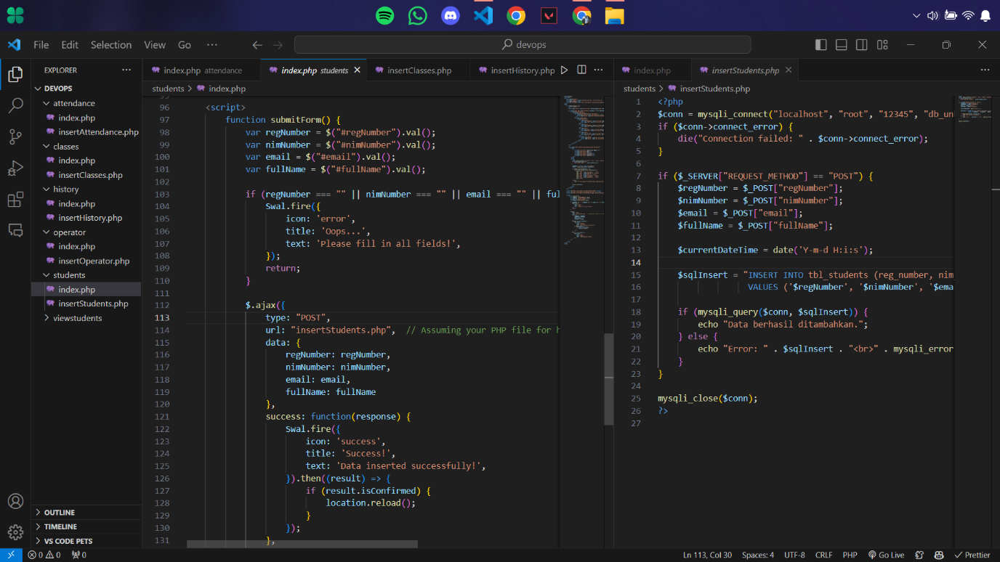 File Edit Selection View Go ··· devops
EXPLORER ···
DEVOPS
attendance
index.php
insertAttendance.php
classes
index.php
insertClasses.php
history
index.php
insertHistory.php
operator
index.php
insertOperator.php
students
index.php
insertStudents.php
viewstudents
OUTLINE
TIMELINE
VS CODE PETS
index.php attendance index.php students insertClasses.php insertHistory.php ···
students > index.php
96 <script>
97 function submitForm() {
98 var regNumber = $("#regNumber").val();
99 var nimNumber = $("#nimNumber").val();
100 var email = $("#email").val();
101 var fullName = $("#fullName").val();
102
103 if (regNumber === "" || nimNumber === "" || email === "" || ful
104 Swal.fire({
105 icon: 'error',
106 title: 'Oops...',
107 text: 'Please fill in all fields!',
108 });
109 return;
110 }
111
112 $.ajax({
113 type: "POST",
114 url: "insertStudents.php", // Assuming your PHP file for h
115 data: {
116 regNumber: regNumber,
117 nimNumber: nimNumber,
118 email: email,
119 fullName: fullName
120 },
121 success: function(response) {
122 Swal.fire({
123 icon: 'success',
124 title: 'Success!',
125 text: 'Data inserted successfully!',
126 }).then((result) => {
127 if (result.isConfirmed) {
128 location.reload();
129 }
130 });
131 },
index.php insertStudents.php ···
students > insertStudents.php
1 <?php
2 $conn = mysqli_connect("localhost", "root", "12345", "db_un
3 if ($conn->connect_error) {
4 die("Connection failed: " . $conn->connect_error);
5 }
6
7 if ($_SERVER["REQUEST_METHOD"] == "POST") {
8 $regNumber = $_POST["regNumber"];
9 $nimNumber = $_POST["nimNumber"];
10 $email = $_POST["email"];
11 $fullName = $_POST["fullName"];
12
13 $currentDateTime = date('Y-m-d H:i:s');
14
15 $sqlInsert = "INSERT INTO tbl_students (reg_number, nim
16 VALUES ('$regNumber', '$nimNumber', '$ema
17
18 if (mysqli_query($conn, $sqlInsert)) {
19 echo "Data berhasil ditambahkan.";
20 } else {
21 echo "Error: " . $sqlInsert . "<br>" . mysqli_error
22 }
23 }
24
25 mysqli_close($conn);
26 ?>
27
0 0 0 Ln 113, Col 30 Spaces: 4 UTF-8 CRLF PHP Go Live Prettier